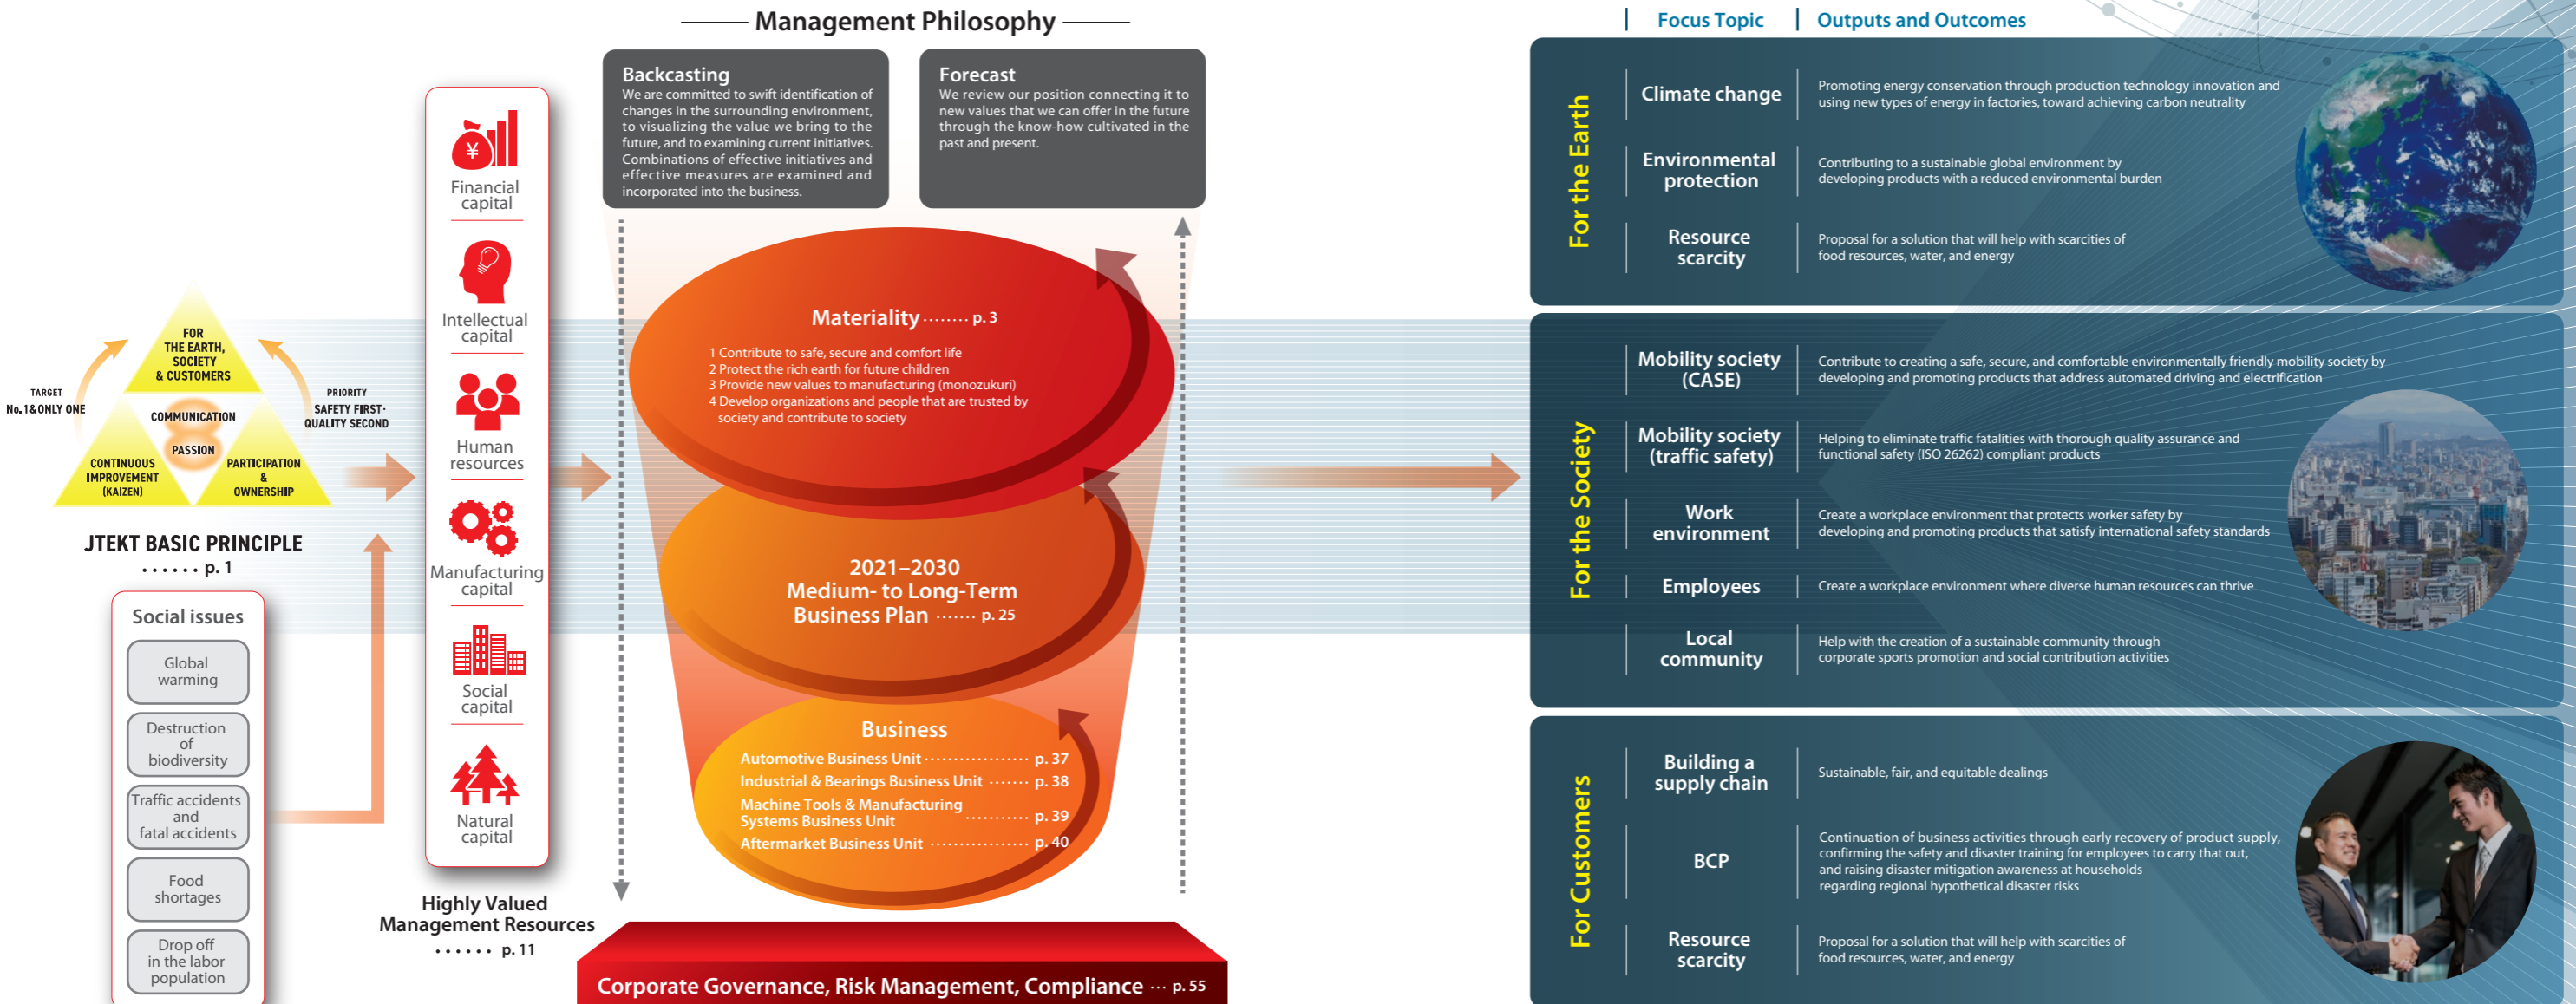 Management Philosophy
Backcasting
We are committed to swift identification of
changes in the surrounding environment,
to visualizing the value we bring to the
future, and to examining current initiatives.
Combinations of effective initiatives and
effective measures are examined and
incorporated into the business.
Forecast
We review our position connecting it to
new values that we can offer in the future
through the know-how cultivated in the
past and present.
FOR
THE EARTH,
SOCIETY
& CUSTOMERS
TARGET
No.1&ONLY ONE
PRIORITY
SAFETY FIRST·
QUALITY SECOND
COMMUNICATION
PASSION
CONTINUOUS
IMPROVEMENT
(KAIZEN)
PARTICIPATION
&
OWNERSHIP
JTEKT BASIC PRINCIPLE
······ p. 1
Social issues
Global
warming
Destruction
of
biodiversity
Traffic accidents
and
fatal accidents
Food
shortages
Drop off
in the labor
population
¥
Financial
capital
Intellectual
capital
Human
resources
Manufacturing
capital
Social
capital
Natural
capital
Highly Valued
Management Resources
······ p. 11
Materiality ········ p. 3
1 Contribute to safe, secure and comfort life
2 Protect the rich earth for future children
3 Provide new values to manufacturing (monozukuri)
4 Develop organizations and people that are trusted by
society and contribute to society
2021–2030
Medium- to Long-Term
Business Plan ······· p. 25
Business
Automotive Business Unit ·················· p. 37
Industrial & Bearings Business Unit ······· p. 38
Machine Tools & Manufacturing
Systems Business Unit ··········· p. 39
Aftermarket Business Unit ················· p. 40
Corporate Governance, Risk Management, Compliance ··· p. 55
Focus Topic
Outputs and Outcomes
For the Earth
Climate change
Promoting energy conservation through production technology innovation and
using new types of energy in factories, toward achieving carbon neutrality
Environmental
protection
Contributing to a sustainable global environment by
developing products with a reduced environmental burden
Resource
scarcity
Proposal for a solution that will help with scarcities of
food resources, water, and energy
For the Society
Mobility society
(CASE)
Contribute to creating a safe, secure, and comfortable environmentally friendly mobility society by
developing and promoting products that address automated driving and electrification
Mobility society
(traffic safety)
Helping to eliminate traffic fatalities with thorough quality assurance and
functional safety (ISO 26262) compliant products
Work
environment
Create a workplace environment that protects worker safety by
developing and promoting products that satisfy international safety standards
Employees
Create a workplace environment where diverse human resources can thrive
Local
community
Help with the creation of a sustainable community through
corporate sports promotion and social contribution activities
For Customers
Building a
supply chain
Sustainable, fair, and equitable dealings
BCP
Continuation of business activities through early recovery of product supply,
confirming the safety and disaster training for employees to carry that out,
and raising disaster mitigation awareness at households
regarding regional hypothetical disaster risks
Resource
scarcity
Proposal for a solution that will help with scarcities of
food resources, water, and energy